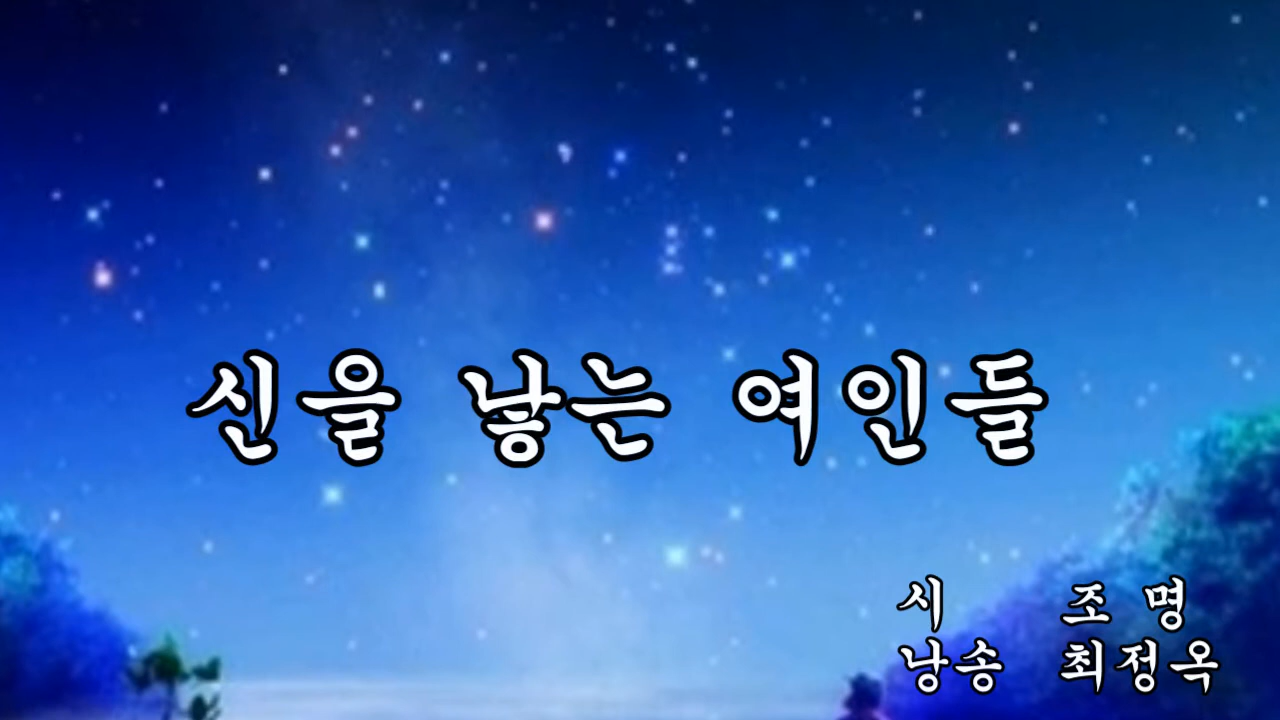 신을 낳는 여인들
시 조 명
낭송 최정옥